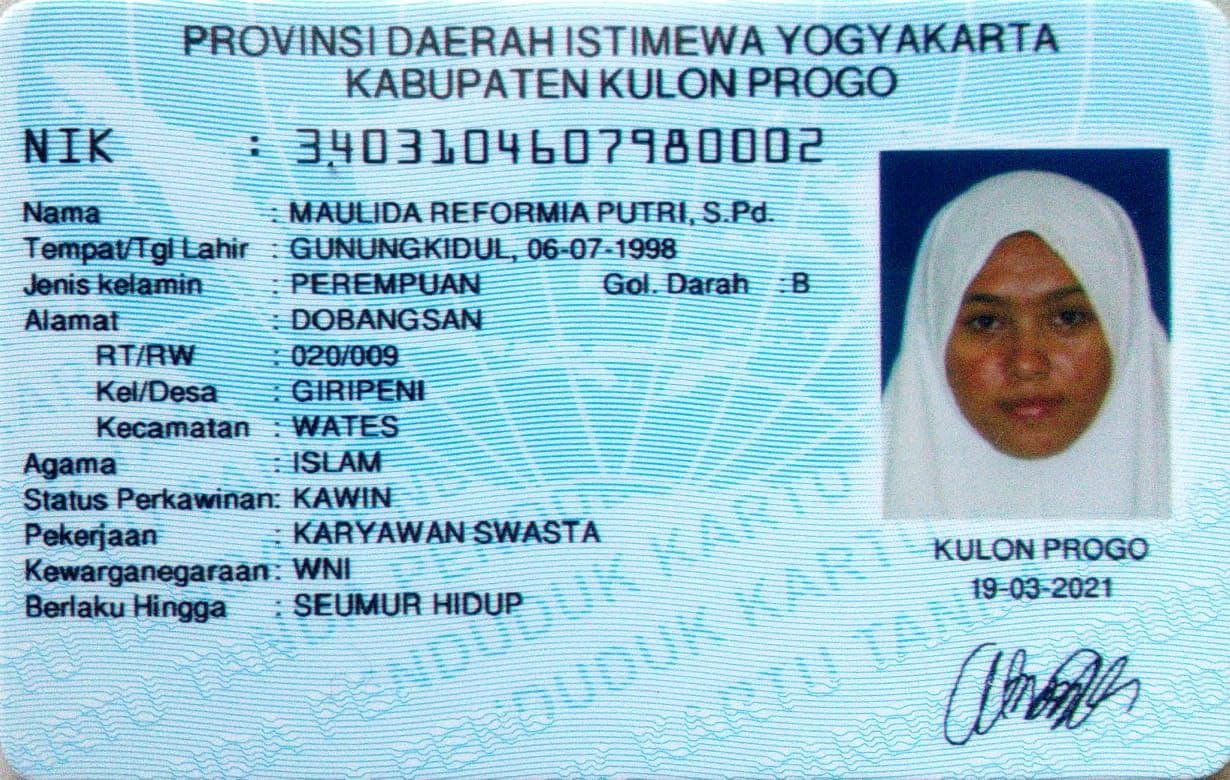 PROVINSI DAERAH ISTIMEWA YOGYAKARTA
KABUPATEN KULON PROGO
NIK : 3403104607980002
Nama : MAULIDA REFORMIA PUTRI, S.Pd.
Tempat/Tgl Lahir : GUNUNGKIDUL, 06-07-1998
Jenis kelamin : PEREMPUAN Gol. Darah : B
Alamat : DOBANGSAN
RT/RW : 020/009
Kel/Desa : GIRIPENI
Kecamatan : WATES
Agama : ISLAM
Status Perkawinan: KAWIN
Pekerjaan : KARYAWAN SWASTA
Kewarganegaraan : WNI
Berlaku Hingga : SEUMUR HIDUP
KULON PROGO
19-03-2021